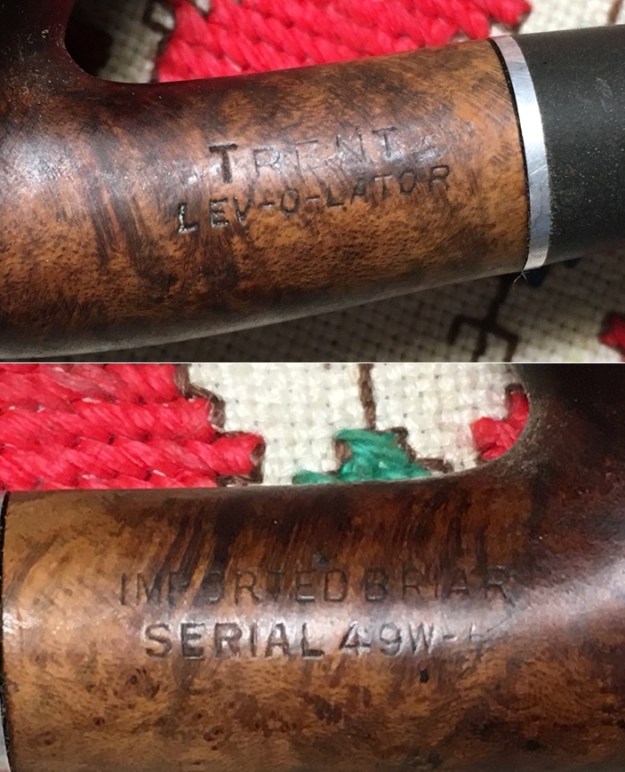 TRENT
LEV-O-LATOR
IMPORTED BRIAR
SERIAL 49W-